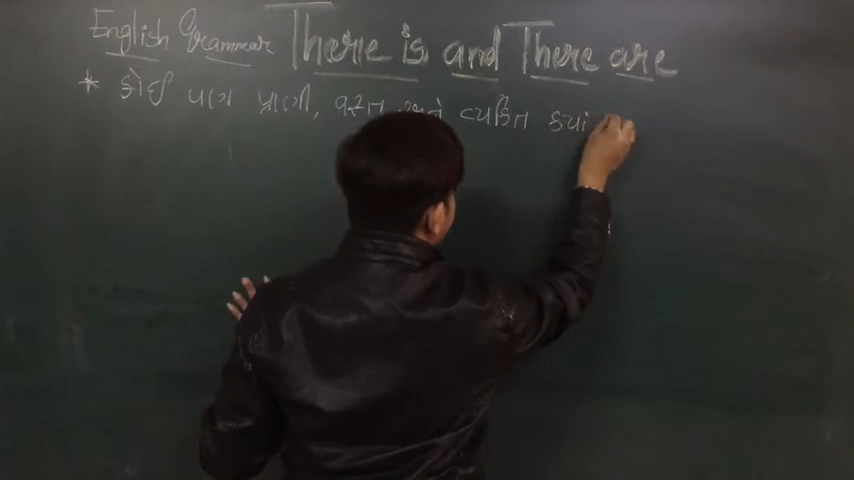 English Grammar There is and There are
* કોઈ પણ પ્રાણી, વસ્તુ અને વ્યક્તિ ક્યાં